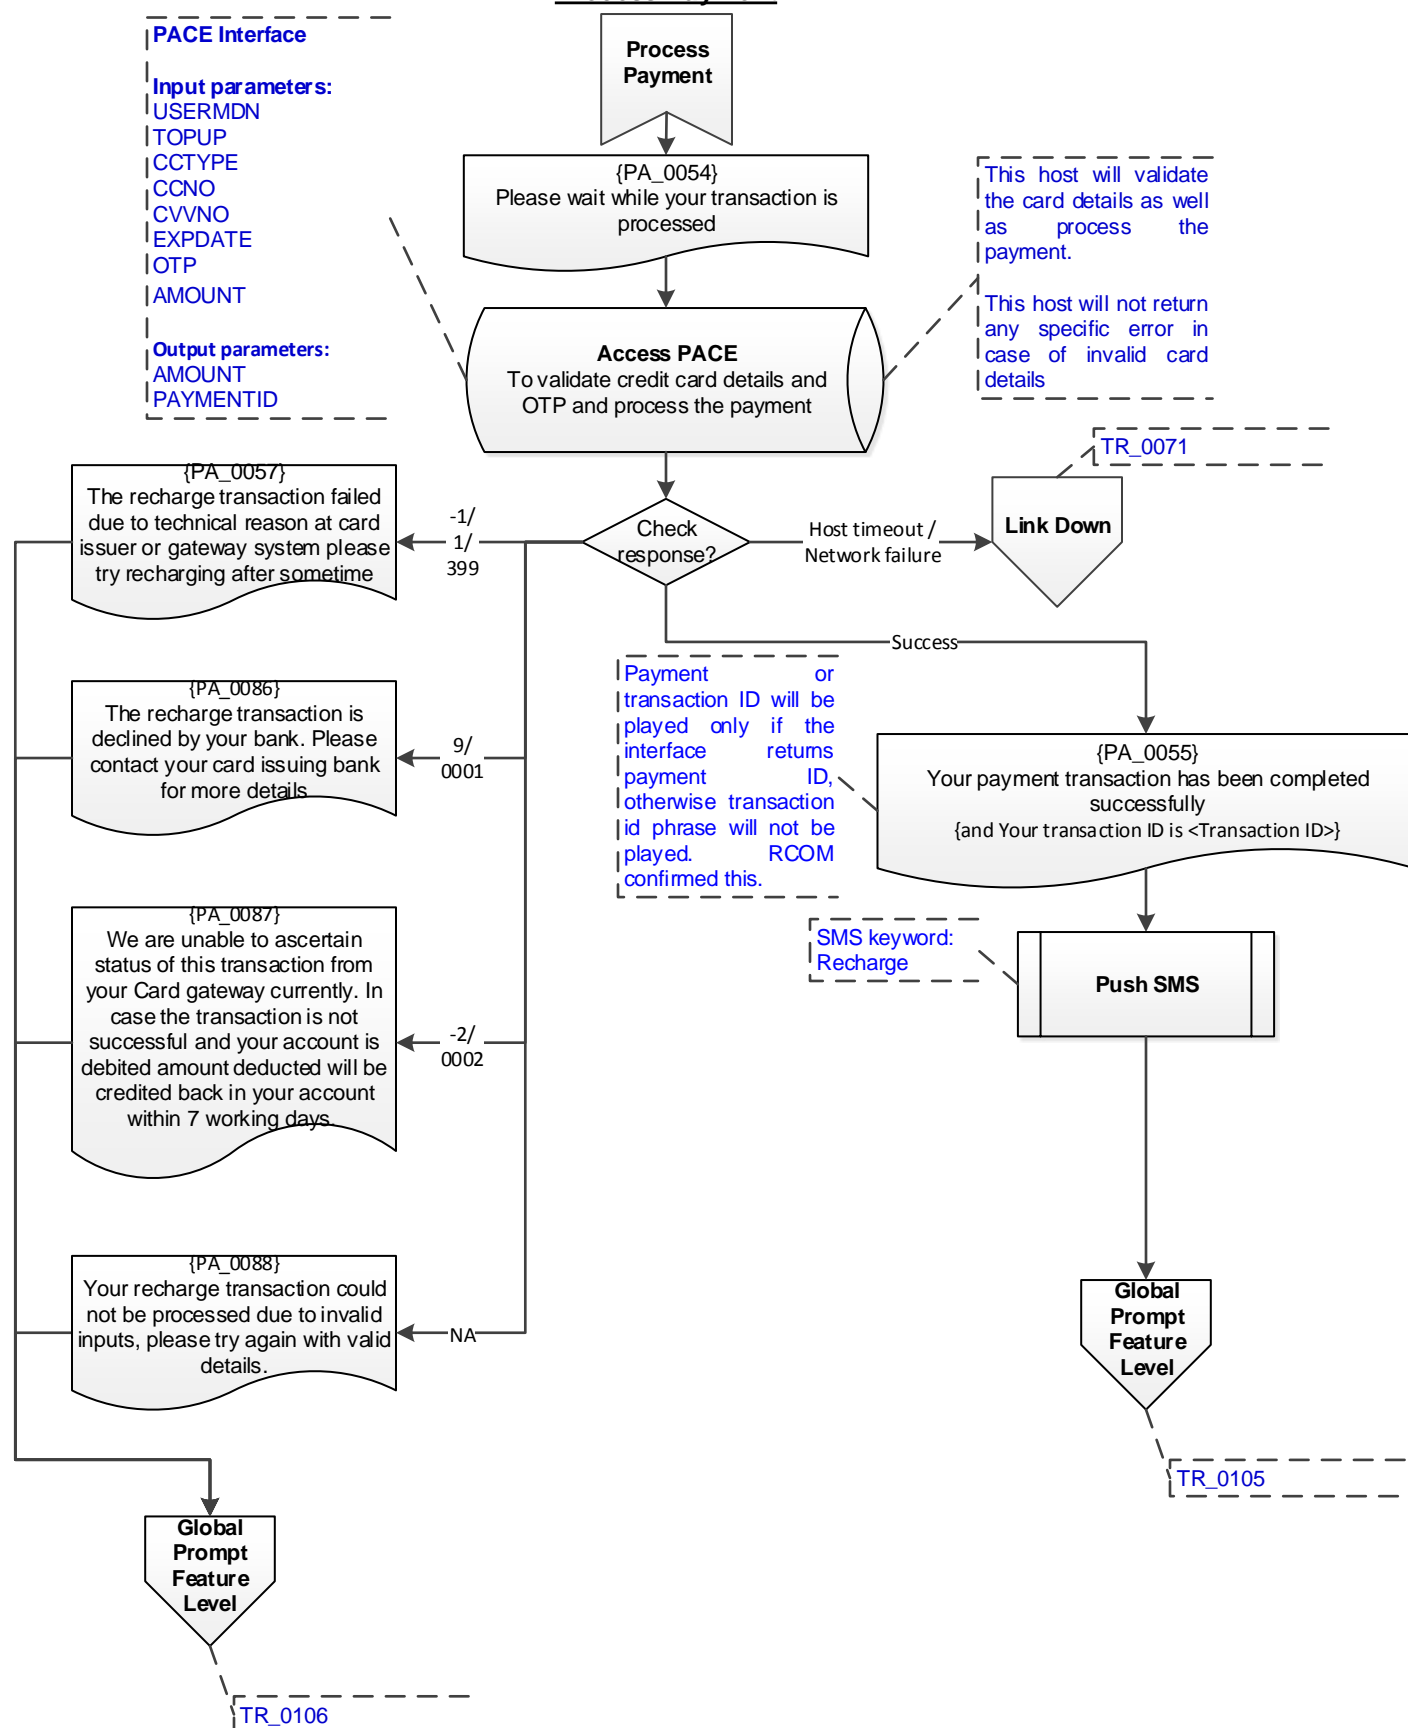 PACE Interface
Input parameters:
USERMDN
TOPUP
CCTYPE
CCNO
CVVNO
EXPDATE
OTP
AMOUNT
Output parameters:
AMOUNT
PAYMENTID
Process
Payment
{PA_0054}
Please wait while your transaction is
processed
This host will validate
the card details as well
as process the
payment.
This host will not return
any specific error in
case of invalid card
details
Access PACE
To validate credit card details and
OTP and process the payment
TR_0071
Link Down
Check
response?
Host timeout /
Network failure
-1/
1/
399
{PA_0057}
The recharge transaction failed
due to technical reason at card
issuer or gateway system please
try recharging after sometime
Success
9/
0001
{PA_0086}
The recharge transaction is
declined by your bank. Please
contact your card issuing bank
for more details
Payment or
transaction ID will be
played only if the
interface returns
payment ID,
otherwise transaction
id phrase will not be
played. RCOM
confirmed this.
{PA_0055}
Your payment transaction has been completed
successfully
{and Your transaction ID is <Transaction ID>}
SMS keyword:
Recharge
Push SMS
{PA_0087}
We are unable to ascertain
status of this transaction from
your Card gateway currently. In
case the transaction is not
successful and your account is
debited amount deducted will be
credited back in your account
within 7 working days.
-2/
0002
{PA_0088}
Your recharge transaction could
not be processed due to invalid
inputs, please try again with valid
details.
NA
Global
Prompt
Feature
Level
TR_0105
Global
Prompt
Feature
Level
TR_0106